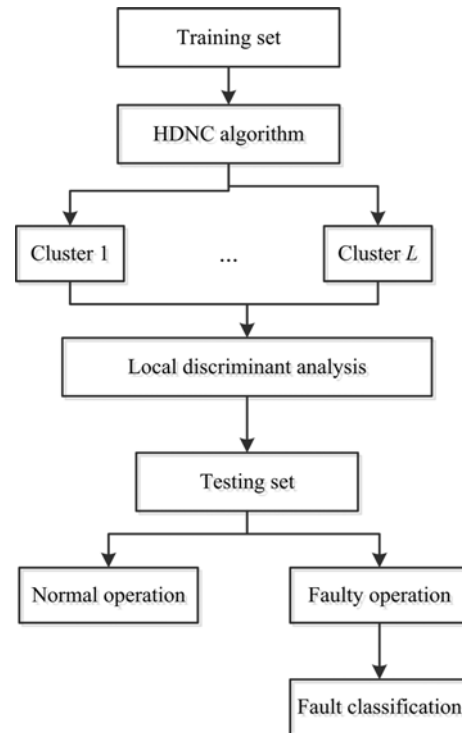 Training set
HDNC algorithm
Cluster 1
...
Cluster L
Local discriminant analysis
Testing set
Normal operation
Faulty operation
Fault classification